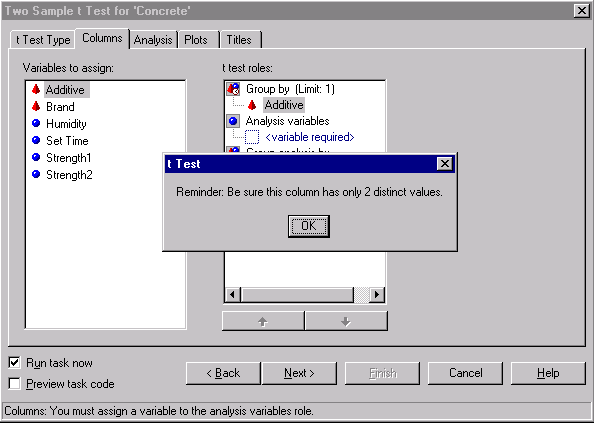 Two Sample t Test for 'Concrete'
t Test Type Columns Analysis Plots Titles
Variables to assign:
Additive
Brand
Humidity
Set Time
Strength1
Strength2
t test roles:
Group by (Limit: 1)
Additive
Analysis variables
<variable required>
Group analysis by
t Test
Reminder: Be sure this column has only 2 distinct values.
OK
Run task now
Preview task code
< Back Next > Finish Cancel Help
Columns: You must assign a variable to the analysis variables role.